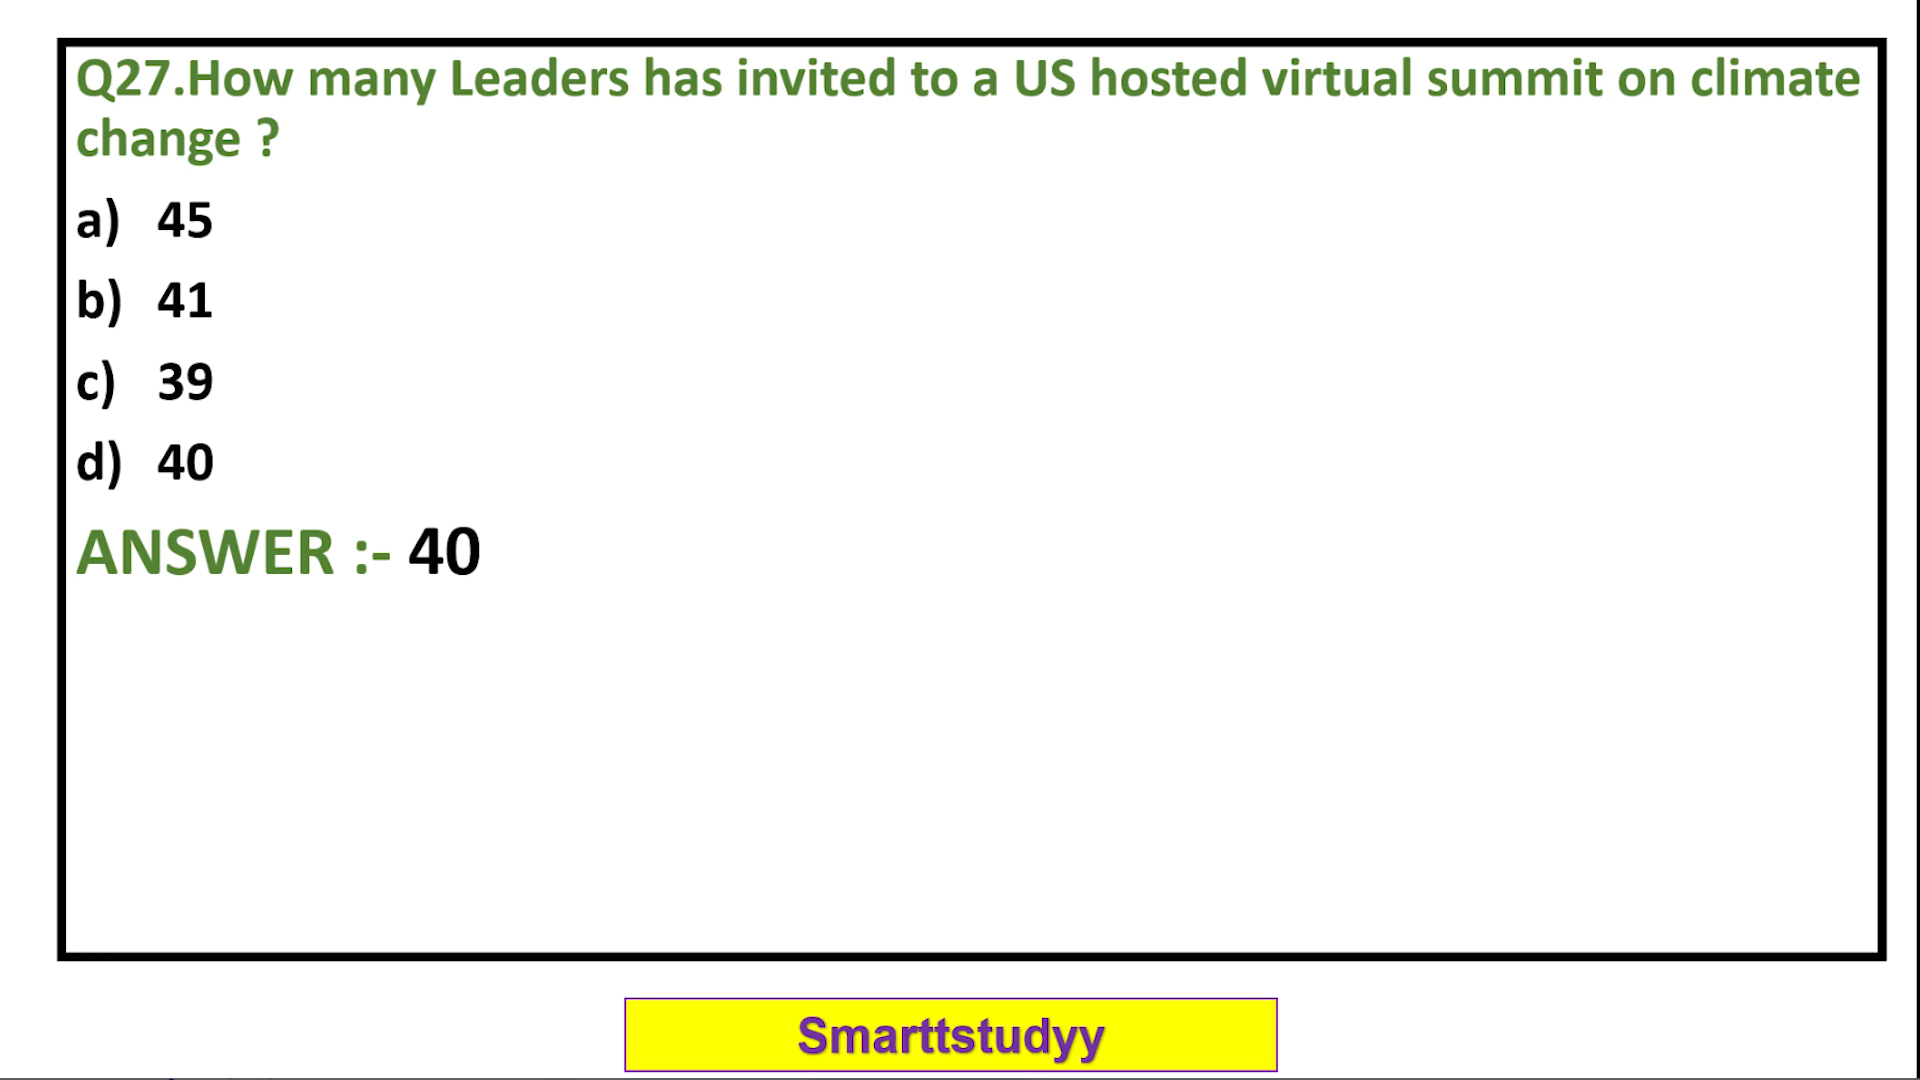 Q27.How many Leaders has invited to a US hosted virtual summit on climate
change ?
a) 45
b) 41
c) 39
d) 40
ANSWER :- 40
Smarttstudyy